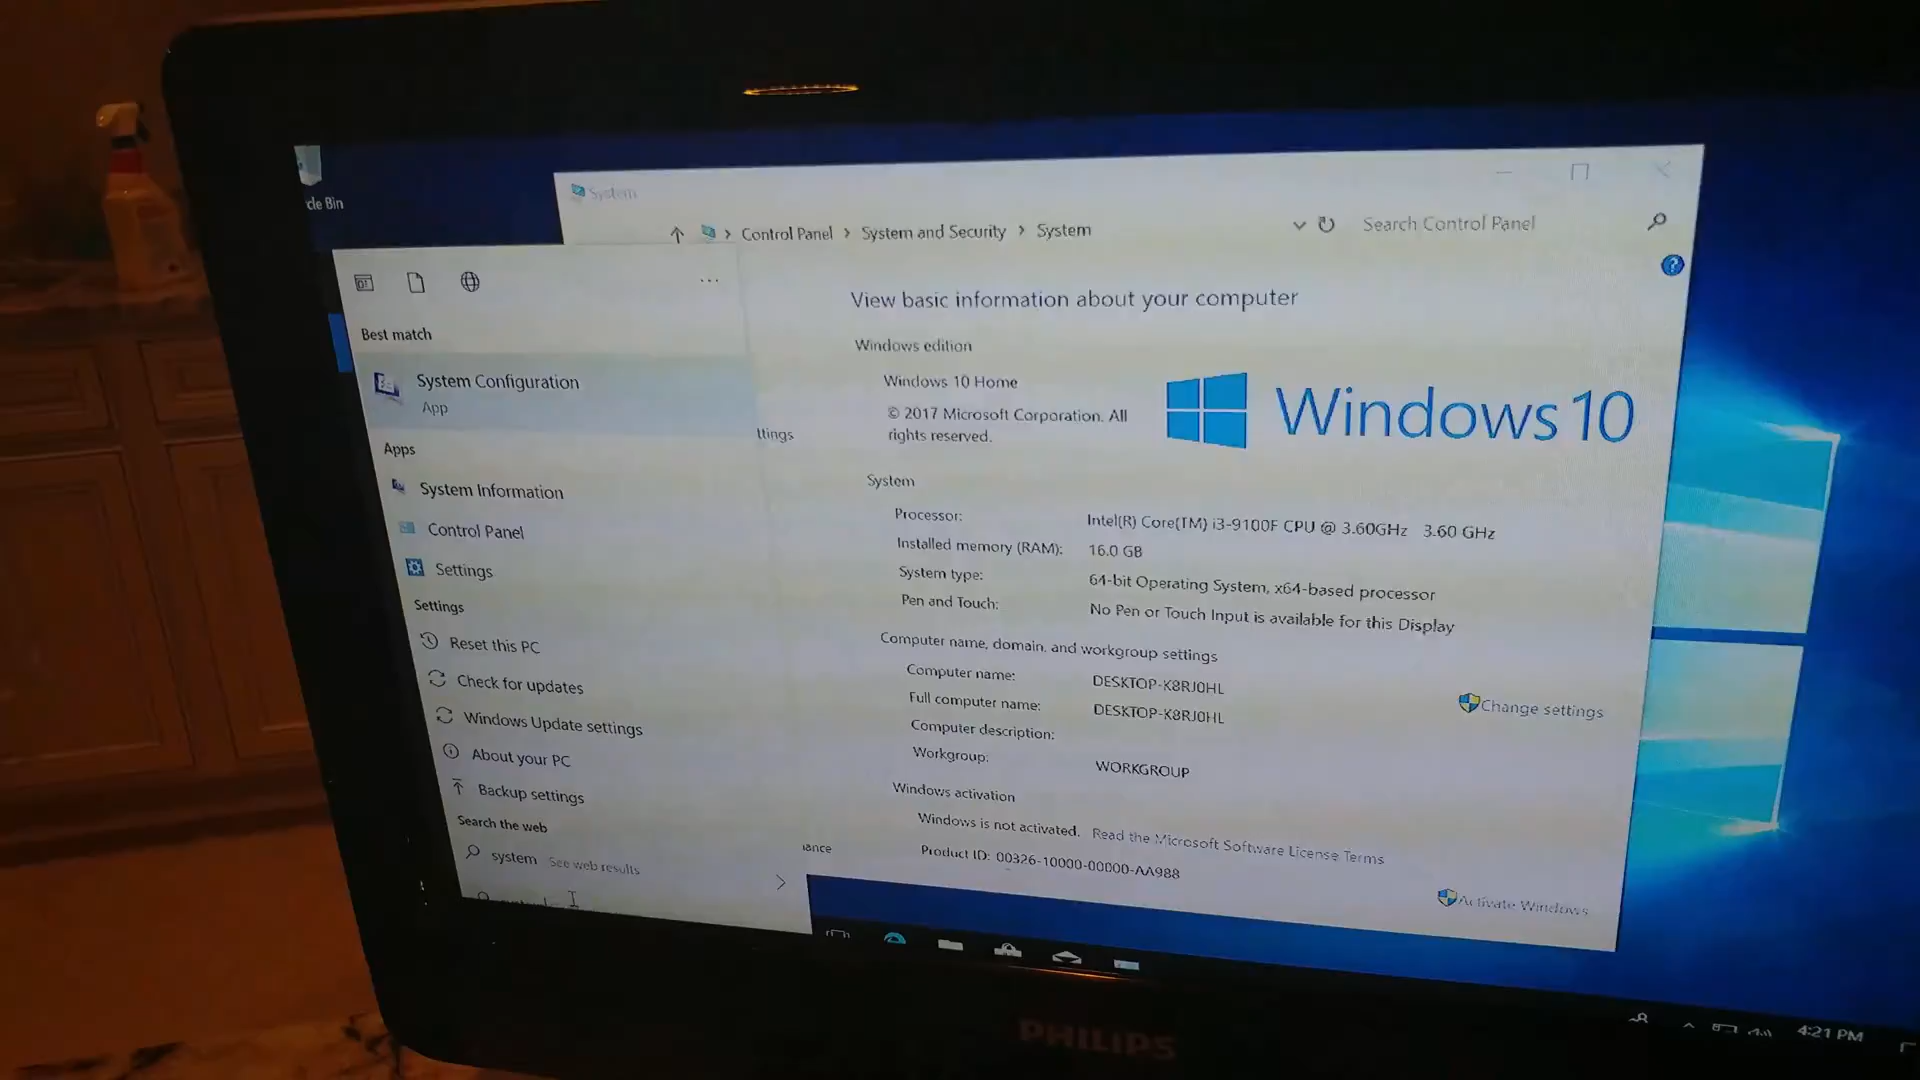 cle Bin
System
Control Panel > System and Security > System
Search Control Panel
Best match
System Configuration
App
Apps
System Information
Control Panel
Settings
Settings
Reset this PC
Check for updates
Windows Update settings
About your PC
Backup settings
Search the web
system See web results
ttings
ance
View basic information about your computer
Windows edition
Windows 10 Home
© 2017 Microsoft Corporation. All
rights reserved.
Windows 10
System
Processor: Intel(R) Core(TM) i3-9100F CPU @ 3.60GHz 3.60 GHz
Installed memory (RAM): 16.0 GB
System type: 64-bit Operating System, x64-based processor
Pen and Touch: No Pen or Touch Input is available for this Display
Computer name, domain, and workgroup settings
Computer name: DESKTOP-K8RJ0HL
Full computer name: DESKTOP-K8RJ0HL
Change settings
Computer description:
Workgroup: WORKGROUP
Windows activation
Windows is not activated. Read the Microsoft Software License Terms
Product ID: 00326-10000-00000-AA988
Activate Windows
4:21 PM
PHILIPS